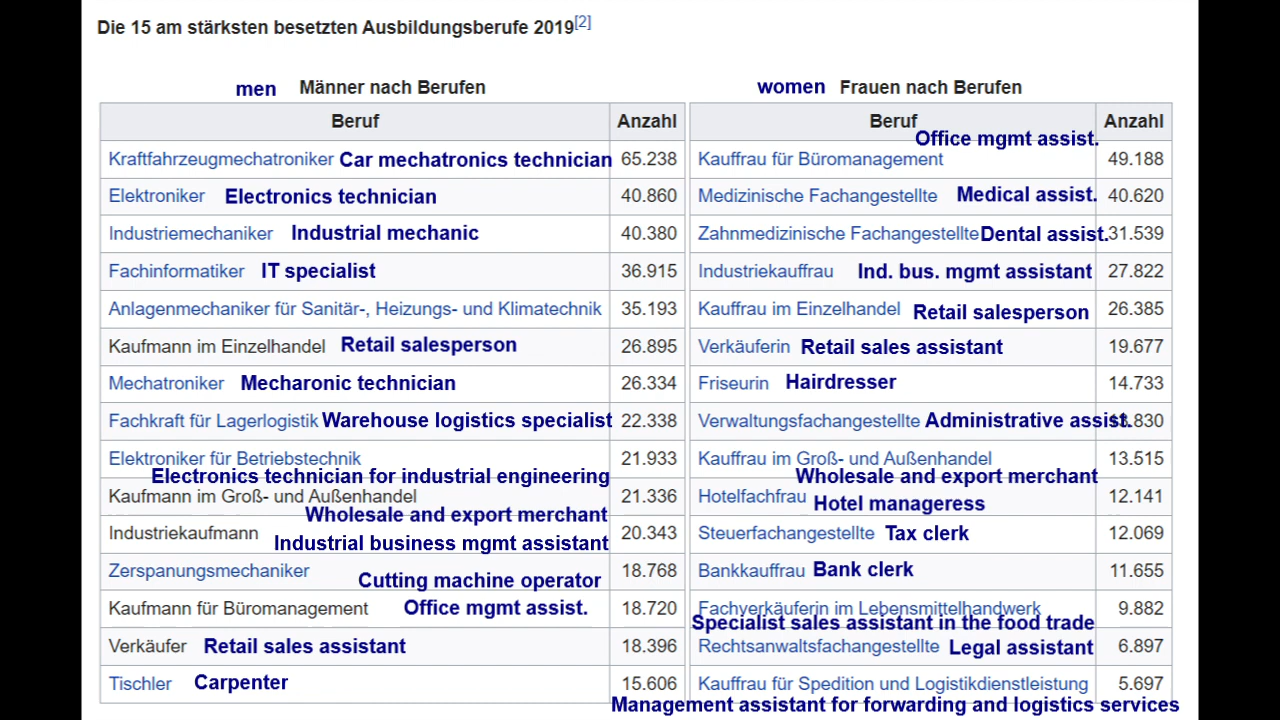 Die 15 am stärksten besetzten Ausbildungsberufe 2019[2]
men Männer nach Berufen
Beruf Anzahl
Kraftfahrzeugmechatroniker Car mechatronics technician 65.238
Elektroniker Electronics technician 40.860
Industriemechaniker Industrial mechanic 40.380
Fachinformatiker IT specialist 36.915
Anlagenmechaniker für Sanitär-, Heizungs- und Klimatechnik 35.193
Kaufmann im Einzelhandel Retail salesperson 26.895
Mechatroniker Mecharonic technician 26.334
Fachkraft für Lagerlogistik Warehouse logistics specialist 22.338
Elektroniker für Betriebstechnik 21.933
Electronics technician for industrial engineering
Kaufmann im Groß- und Außenhandel 21.336
Wholesale and export merchant
Industriekaufmann 20.343
Industrial business mgmt assistant
Zerspanungsmechaniker Cutting machine operator 18.768
Kaufmann für Büromanagement Office mgmt assist. 18.720
Verkäufer Retail sales assistant 18.396
Tischler Carpenter 15.606
women Frauen nach Berufen
Beruf Anzahl
Office mgmt assist.
Kauffrau für Büromanagement 49.188
Medizinische Fachangestellte Medical assist. 40.620
Zahnmedizinische Fachangestellte Dental assist. 31.539
Industriekauffrau Ind. bus. mgmt assistant 27.822
Kauffrau im Einzelhandel Retail salesperson 26.385
Verkäuferin Retail sales assistant 19.677
Friseurin Hairdresser 14.733
Verwaltungsfachangestellte Administrative assist. 13.830
Kauffrau im Groß- und Außenhandel 13.515
Wholesale and export merchant
Hotelfachfrau Hotel manageress 12.141
Steuerfachangestellte Tax clerk 12.069
Bankkauffrau Bank clerk 11.655
Fachverkäuferin im Lebensmittelhandwerk 9.882
Specialist sales assistant in the food trade
Rechtsanwaltsfachangestellte Legal assistant 6.897
Kauffrau für Spedition und Logistikdienstleistung 5.697
Management assistant for forwarding and logistics services